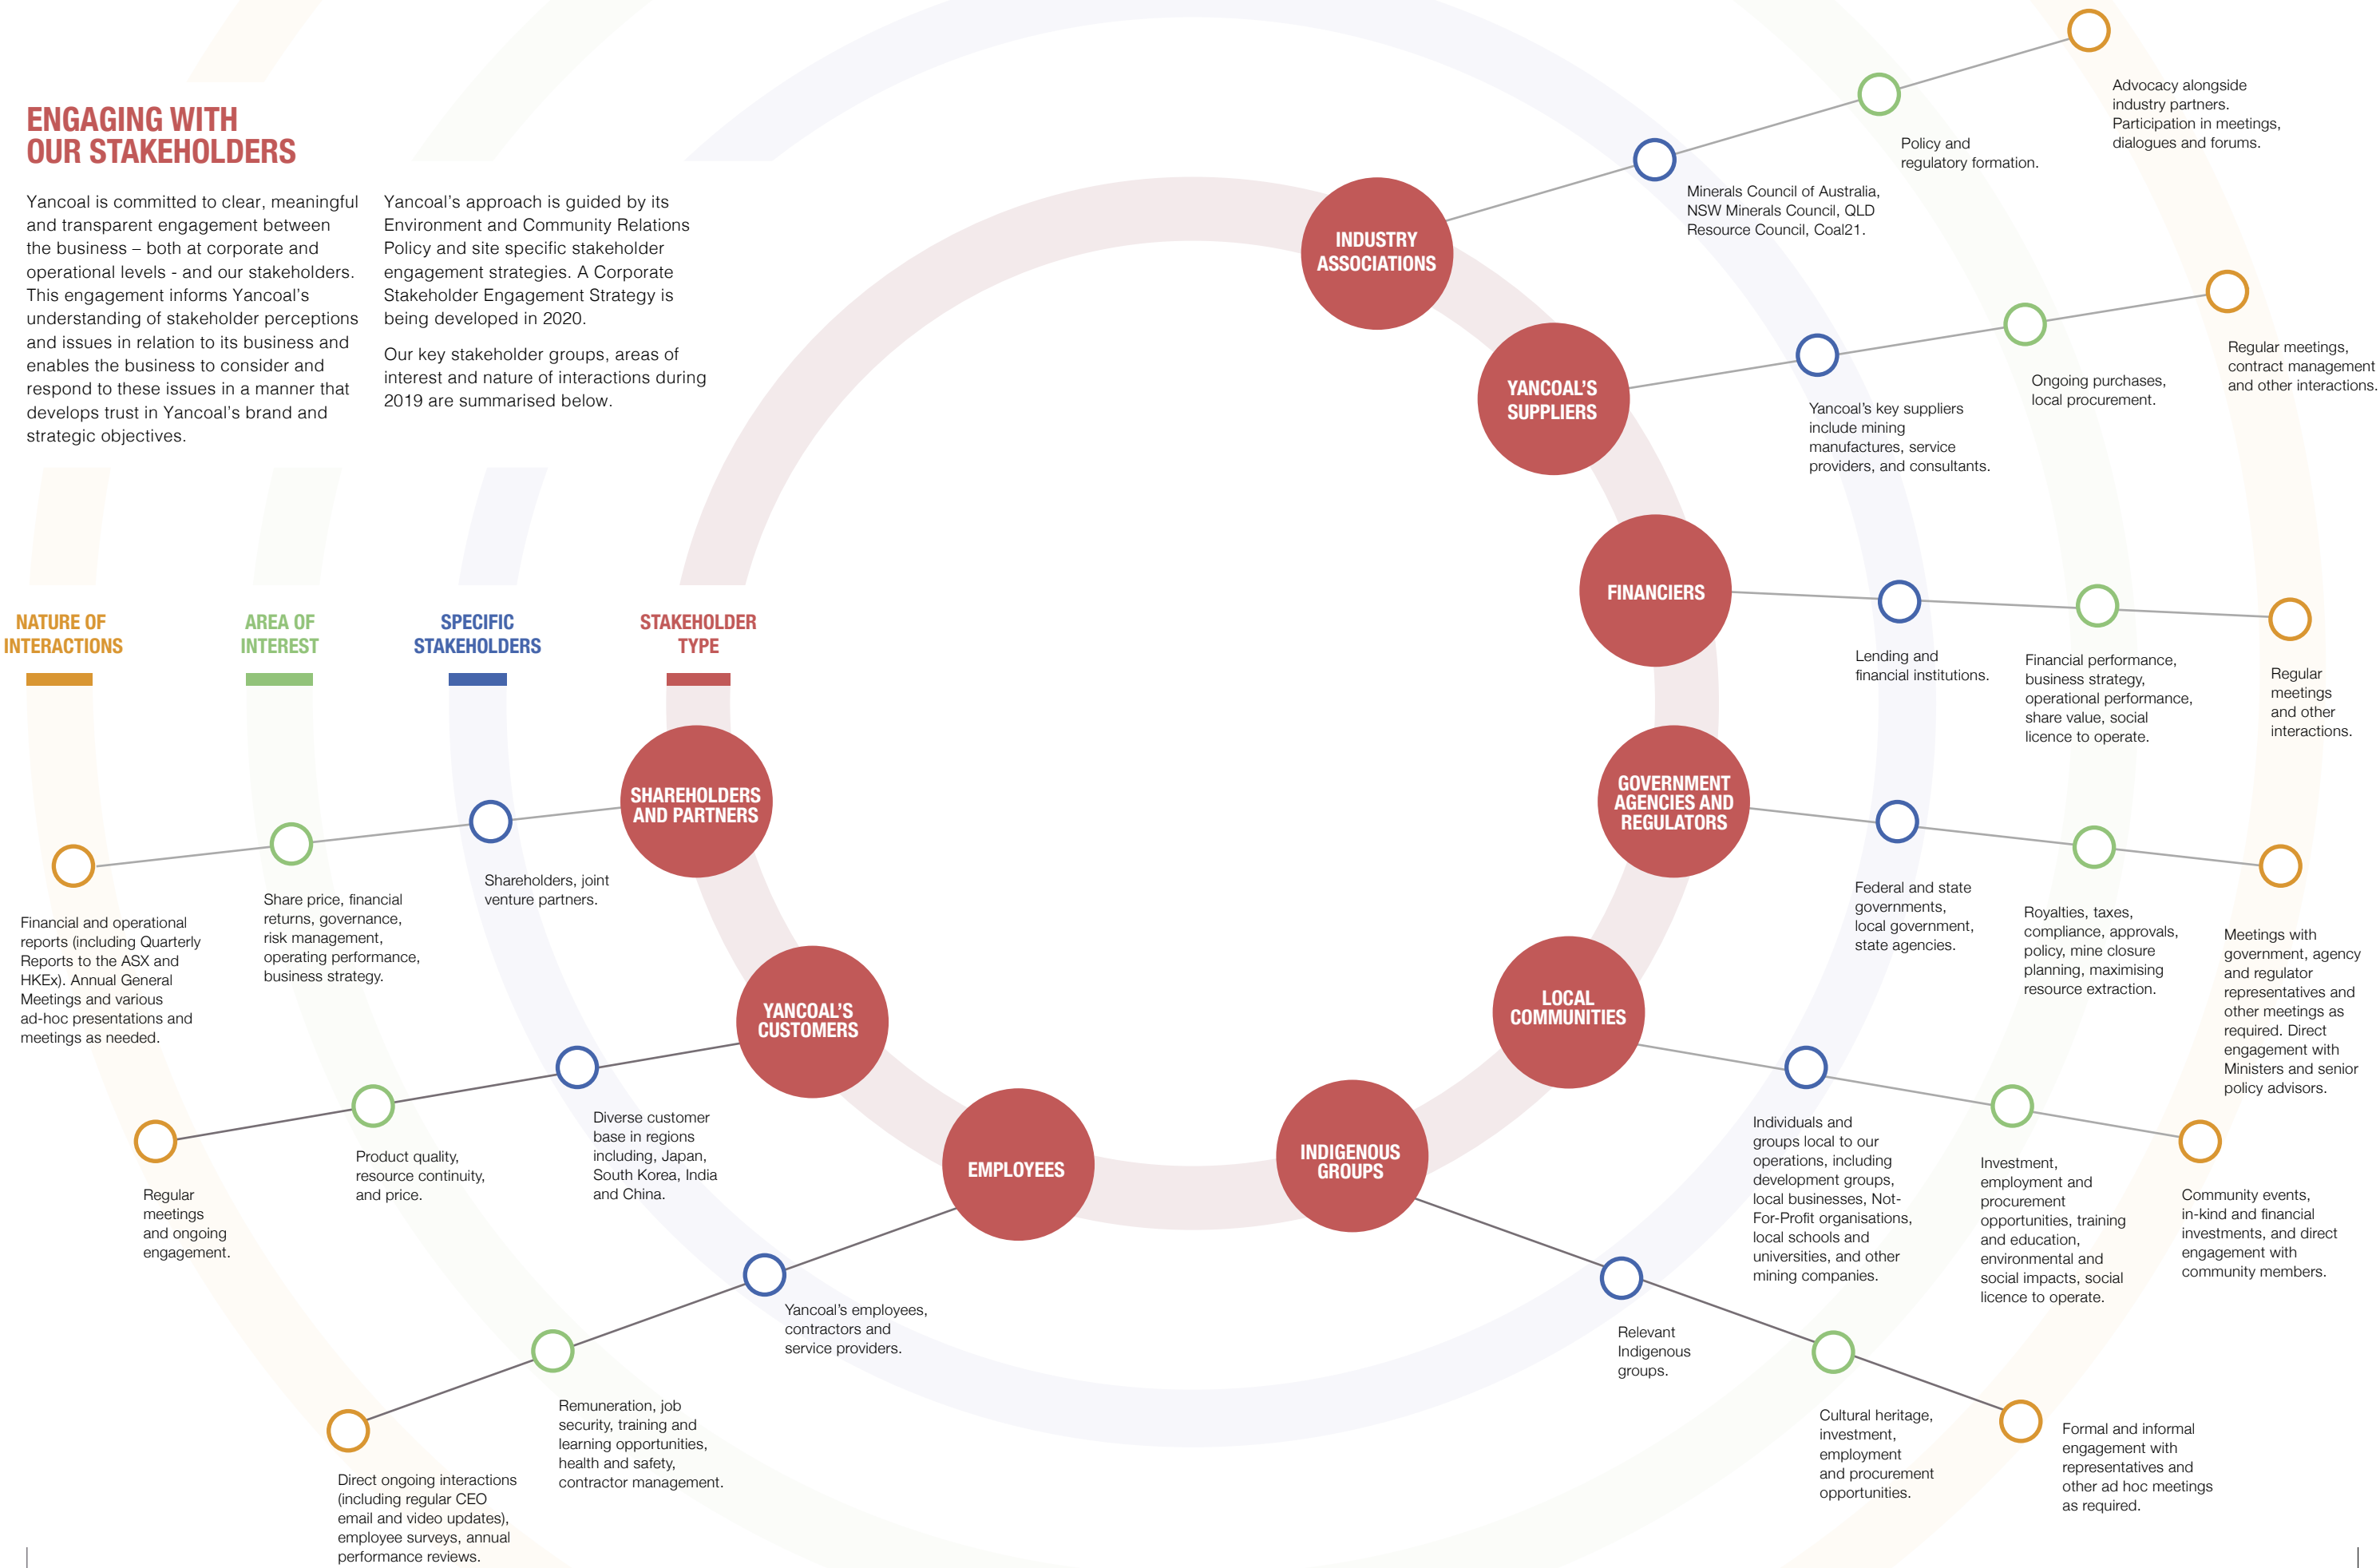 ENGAGING WITH
OUR STAKEHOLDERS
Yancoal is committed to clear, meaningful
and transparent engagement between
the business – both at corporate and
operational levels - and our stakeholders.
This engagement informs Yancoal's
understanding of stakeholder perceptions
and issues in relation to its business and
enables the business to consider and
respond to these issues in a manner that
develops trust in Yancoal's brand and
strategic objectives.
Yancoal's approach is guided by its
Environment and Community Relations
Policy and site specific stakeholder
engagement strategies. A Corporate
Stakeholder Engagement Strategy is
being developed in 2020.
Our key stakeholder groups, areas of
interest and nature of interactions during
2019 are summarised below.
NATURE OF
INTERACTIONS
AREA OF
INTEREST
SPECIFIC
STAKEHOLDERS
STAKEHOLDER
TYPE
INDUSTRY
ASSOCIATIONS
Minerals Council of Australia,
NSW Minerals Council, QLD
Resource Council, Coal21.
Policy and
regulatory formation.
Advocacy alongside
industry partners.
Participation in meetings,
dialogues and forums.
YANCOAL'S
SUPPLIERS
Yancoal's key suppliers
include mining
manufactures, service
providers, and consultants.
Ongoing purchases,
local procurement.
Regular meetings,
contract management
and other interactions.
FINANCIERS
Lending and
financial institutions.
Financial performance,
business strategy,
operational performance,
share value, social
licence to operate.
Regular
meetings
and other
interactions.
GOVERNMENT
AGENCIES AND
REGULATORS
Federal and state
governments,
local government,
state agencies.
Royalties, taxes,
compliance, approvals,
policy, mine closure
planning, maximising
resource extraction.
Meetings with
government, agency
and regulator
representatives and
other meetings as
required. Direct
engagement with
Ministers and senior
policy advisors.
LOCAL
COMMUNITIES
Individuals and
groups local to our
operations, including
development groups,
local businesses, Not-
For-Profit organisations,
local schools and
universities, and other
mining companies.
Investment,
employment and
procurement
opportunities, training
and education,
environmental and
social impacts, social
licence to operate.
Community events,
in-kind and financial
investments, and direct
engagement with
community members.
INDIGENOUS
GROUPS
Relevant
Indigenous
groups.
Cultural heritage,
investment,
employment
and procurement
opportunities.
Formal and informal
engagement with
representatives and
other ad hoc meetings
as required.
EMPLOYEES
Yancoal's employees,
contractors and
service providers.
Remuneration, job
security, training and
learning opportunities,
health and safety,
contractor management.
Direct ongoing interactions
(including regular CEO
email and video updates),
employee surveys, annual
performance reviews.
YANCOAL'S
CUSTOMERS
Diverse customer
base in regions
including, Japan,
South Korea, India
and China.
Product quality,
resource continuity,
and price.
Regular
meetings
and ongoing
engagement.
SHAREHOLDERS
AND PARTNERS
Shareholders, joint
venture partners.
Share price, financial
returns, governance,
risk management,
operating performance,
business strategy.
Financial and operational
reports (including Quarterly
Reports to the ASX and
HKEx). Annual General
Meetings and various
ad-hoc presentations and
meetings as needed.